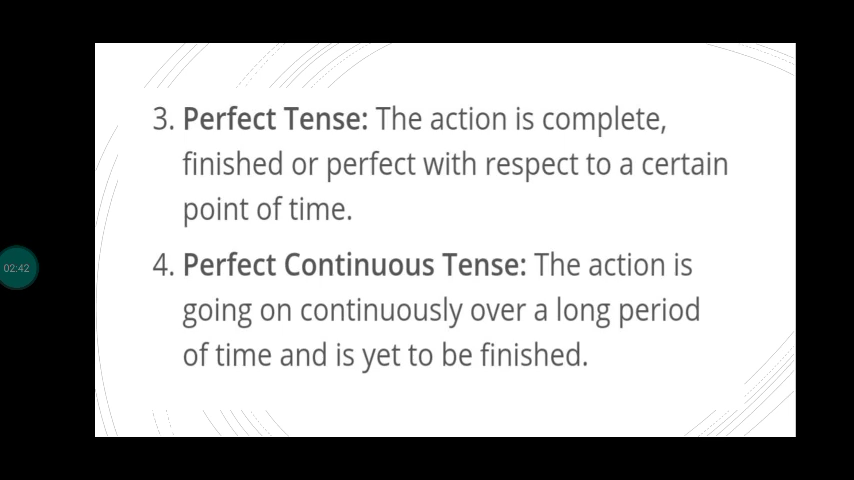 3. Perfect Tense: The action is complete,
finished or perfect with respect to a certain
point of time.
4. Perfect Continuous Tense: The action is
going on continuously over a long period
of time and is yet to be finished.
02:42